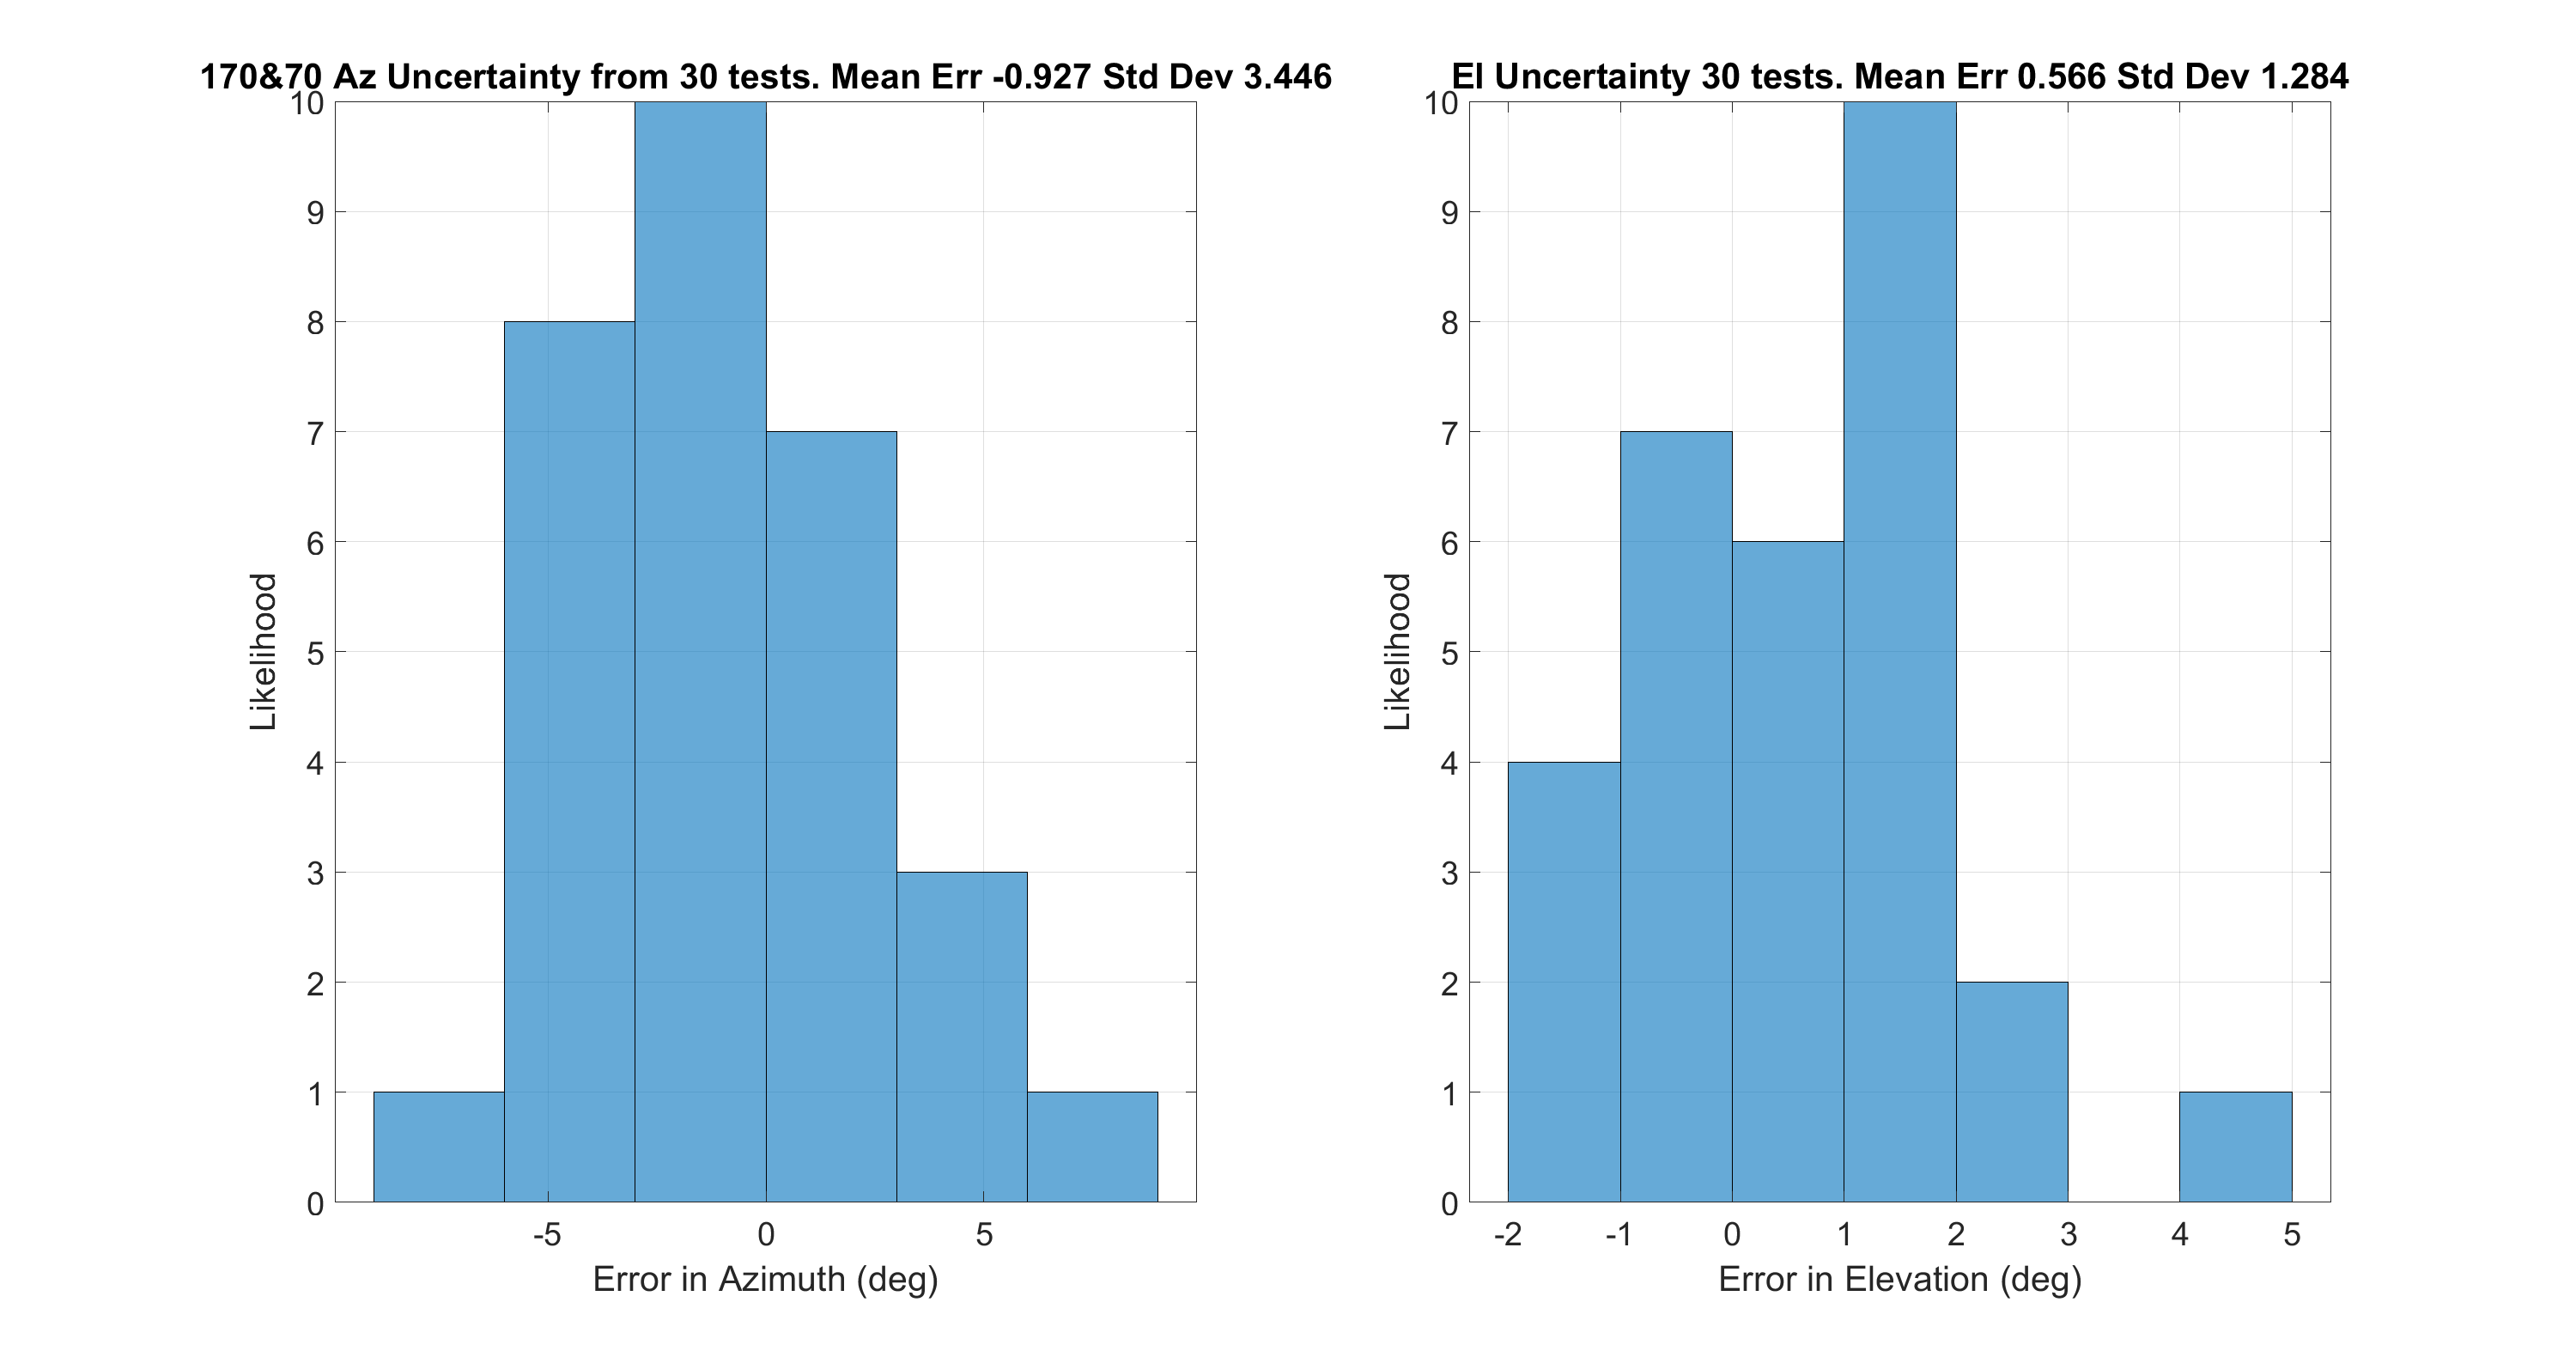 170&70 Az Uncertainty from 30 tests. Mean Err -0.927 Std Dev 3.446
10
9
8
7
6
5
4
3
2
1
0
Likelihood
-5 0 5
Error in Azimuth (deg)
El Uncertainty 30 tests. Mean Err 0.566 Std Dev 1.284
10
9
8
7
6
5
4
3
2
1
0
Likelihood
-2 -1 0 1 2 3 4 5
Error in Elevation (deg)